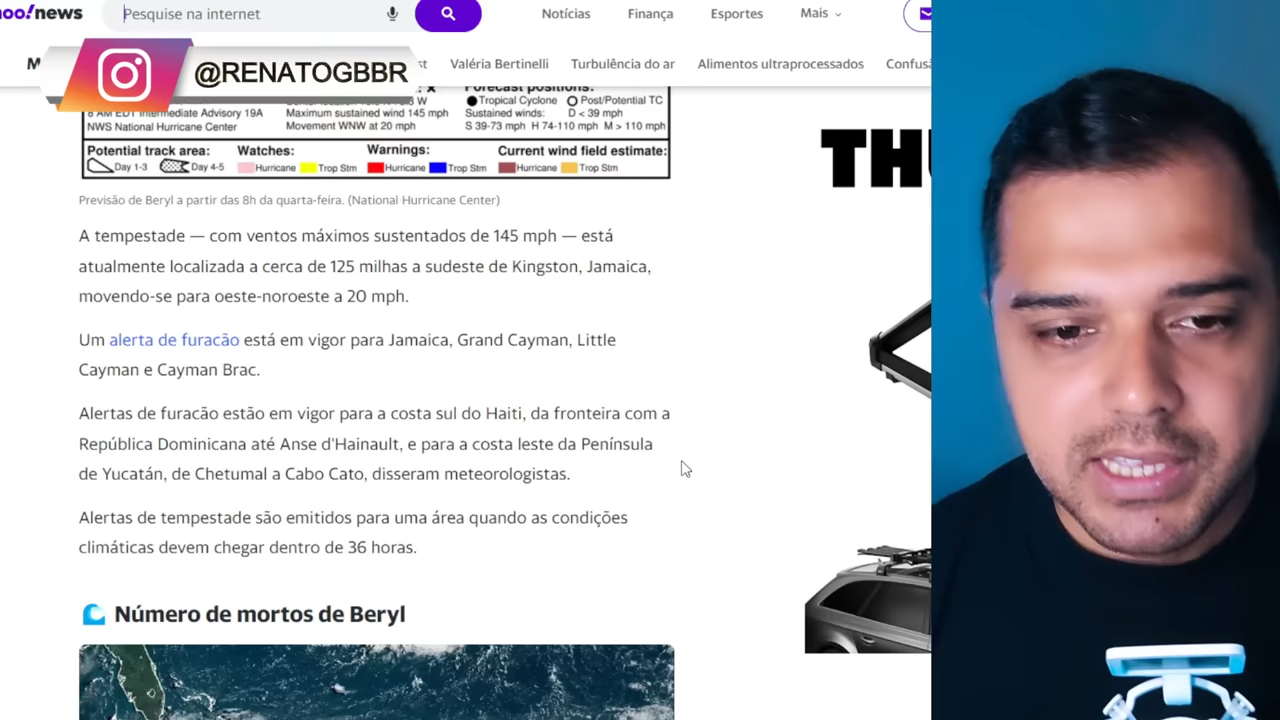 oo!news
Pesquise na internet
Notícias
Finança
Esportes
Mais
M
@RENATOGBBR
st
Valéria Bertinelli
Turbulência do ar
Alimentos ultraprocessados
Confusã
Forecast positions:
Tropical Cyclone
Post/Potential TC
8 AM EDT Intermediate Advisory 19A
Maximum sustained wind 145 mph
Sustained winds:
D < 39 mph
NWS National Hurricane Center
Movement WNW at 20 mph
S 39-73 mph H 74-110 mph M > 110 mph
Potential track area:
Watches:
Warnings:
Current wind field estimate:
Day 1-3
Day 4-5
Hurricane
Trop Stm
Hurricane
Trop Stm
Hurricane
Trop Stm
Previsão de Beryl a partir das 8h da quarta-feira. (National Hurricane Center)
A tempestade — com ventos máximos sustentados de 145 mph — está
atualmente localizada a cerca de 125 milhas a sudeste de Kingston, Jamaica,
movendo-se para oeste-noroeste a 20 mph.
Um alerta de furacão está em vigor para Jamaica, Grand Cayman, Little
Cayman e Cayman Brac.
Alertas de furacão estão em vigor para a costa sul do Haiti, da fronteira com a
República Dominicana até Anse d'Hainault, e para a costa leste da Península
de Yucatán, de Chetumal a Cabo Cato, disseram meteorologistas.
Alertas de tempestade são emitidos para uma área quando as condições
climáticas devem chegar dentro de 36 horas.
Número de mortos de Beryl
THU